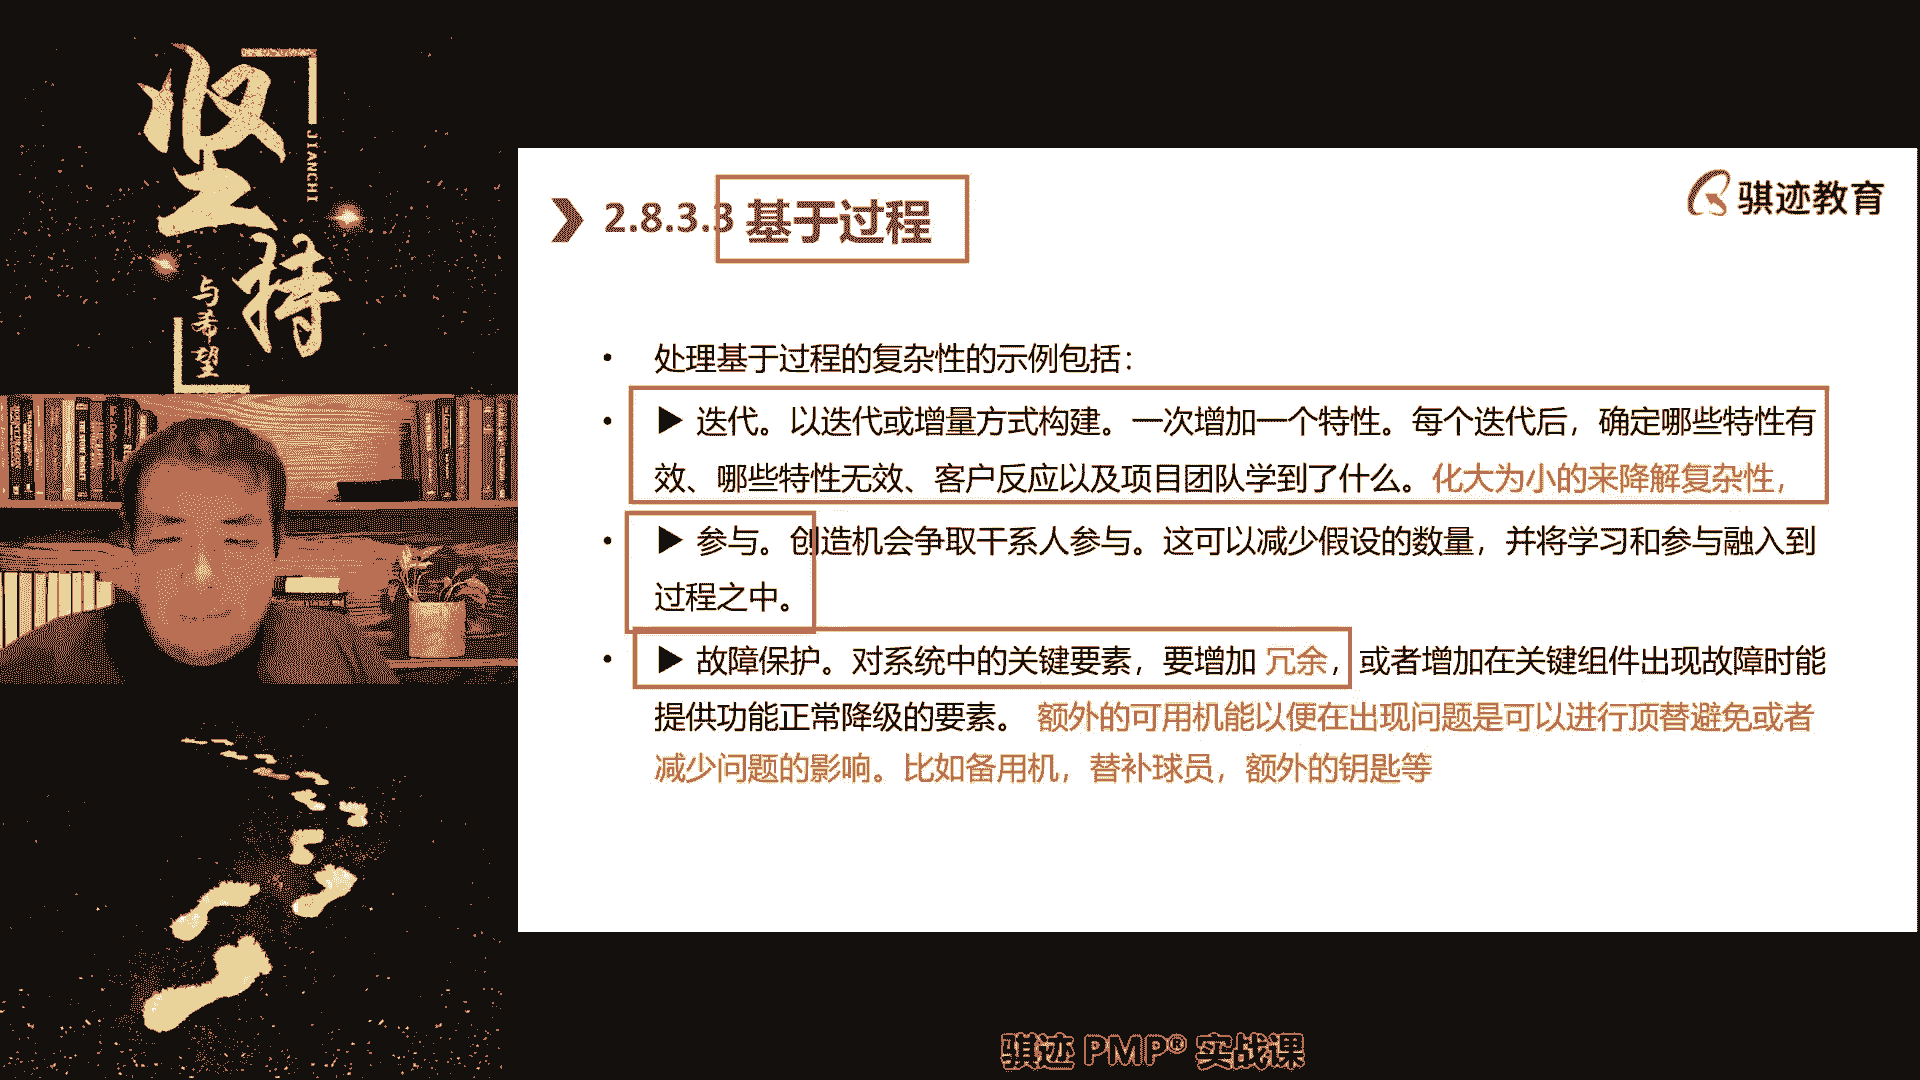 坚持
JIANCHI
与希望
2.8.3.3 基于过程
骐迹教育
• 处理基于过程的复杂性的示例包括：
• ▶ 迭代。以迭代或增量方式构建。一次增加一个特性。每个迭代后，确定哪些特性有
效、哪些特性无效、客户反应以及项目团队学到了什么。化大为小的来降解复杂性，
• ▶ 参与。创造机会争取干系人参与。这可以减少假设的数量，并将学习和参与融入到
过程之中。
• ▶ 故障保护。对系统中的关键要素，要增加 冗余，或者增加在关键组件出现故障时能
提供功能正常降级的要素。 额外的可用机能以便在出现问题是可以进行顶替避免或者
减少问题的影响。比如备用机，替补球员，额外的钥匙等
骐迹 PMP® 实战课